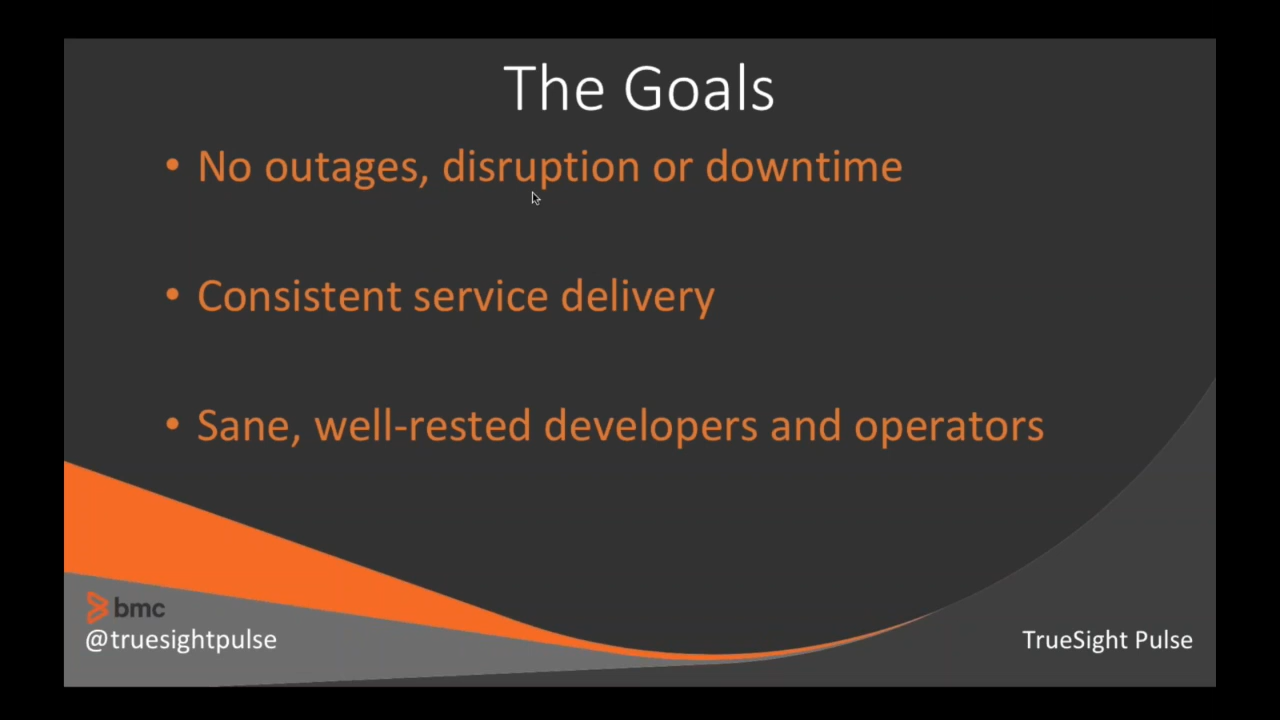 The Goals
• No outages, disruption or downtime
• Consistent service delivery
• Sane, well-rested developers and operators
bmc
@truesightpulse
TrueSight Pulse